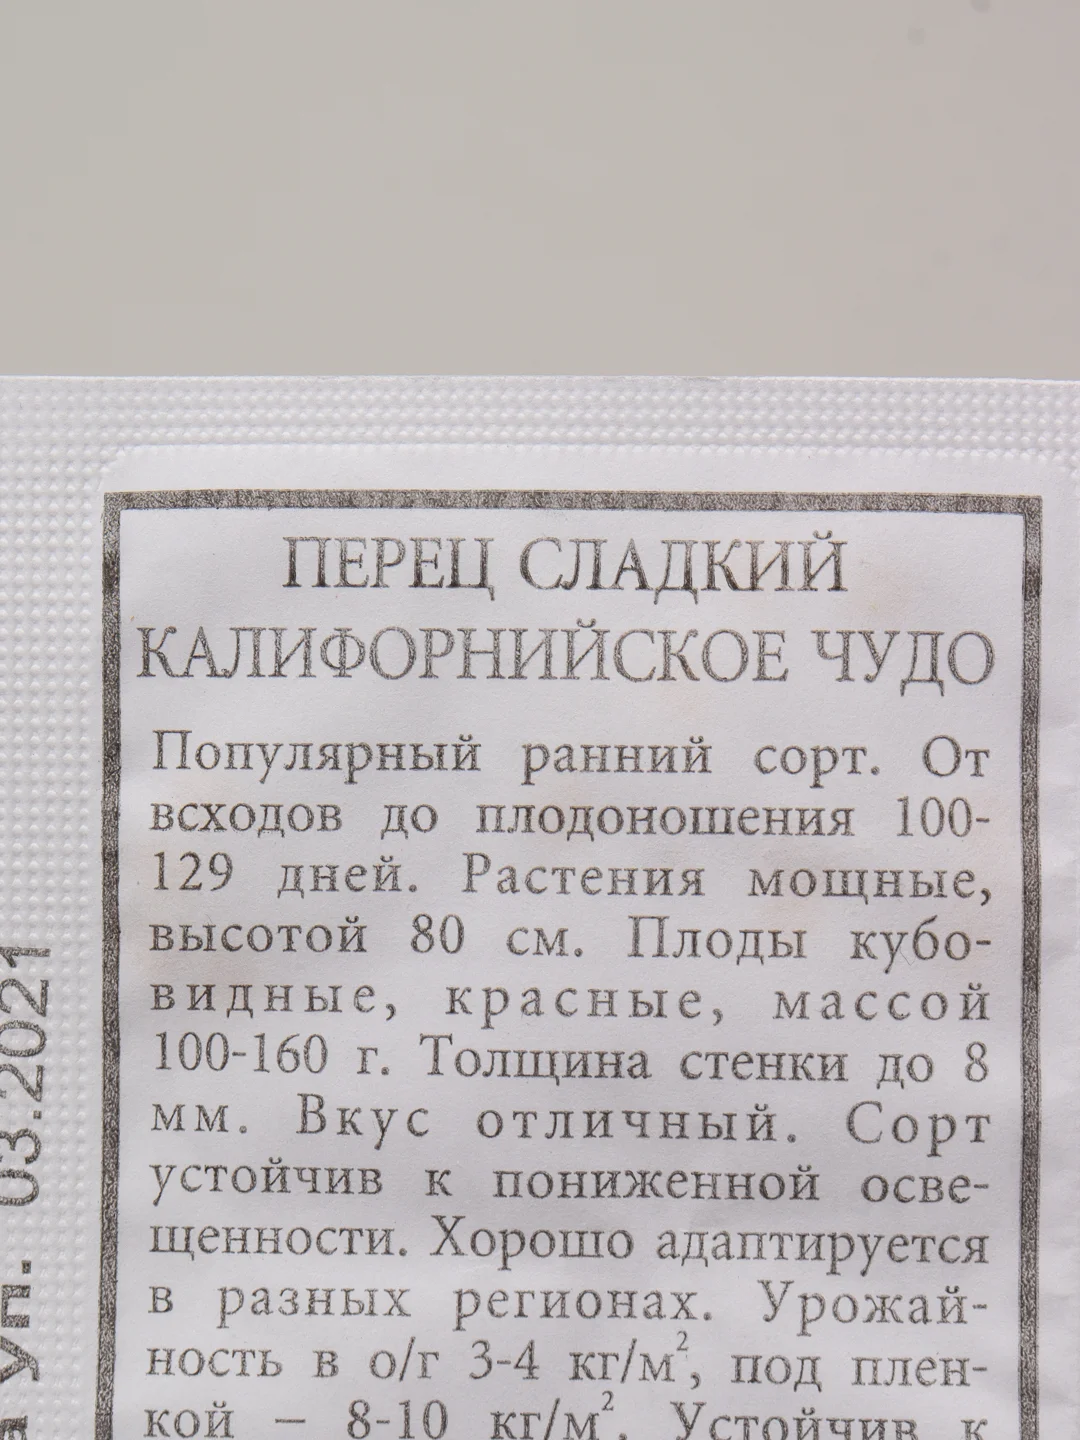 ПЕРЕЦ СЛАДКИЙ
КАЛИФОРНИЙСКОЕ ЧУДО
Популярный ранний сорт. От
всходов до плодоношения 100-
129 дней. Растения мощные,
высотой 80 см. Плоды кубо-
видные, красные, массой
100-160 г. Толщина стенки до 8
мм. Вкус отличный. Сорт
устойчив к пониженной осве-
щенности. Хорошо адаптируется
в разных регионах. Урожай-
ность в о/г 3-4 кг/м², под плен-
кой – 8-10 кг/м². Устойчив к
уп. 03.2021